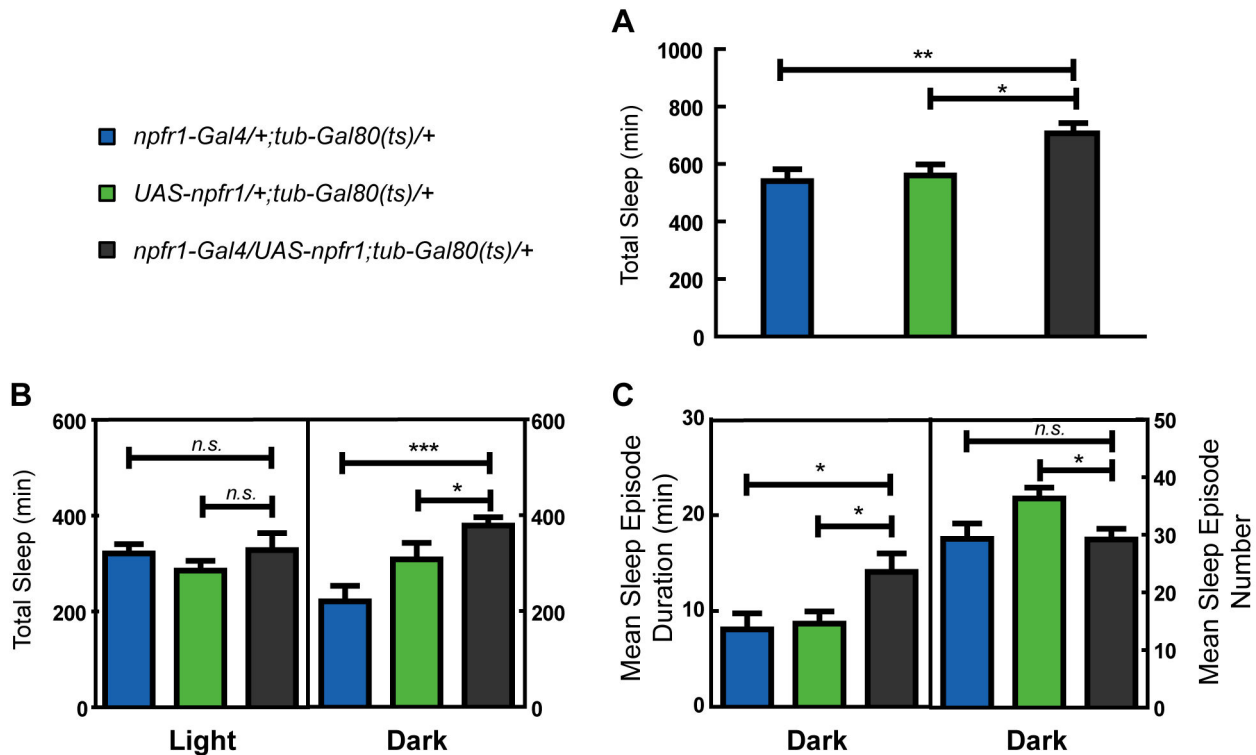 A
npfr1-Gal4/+;tub-Gal80(ts)/+
UAS-npfr1/+;tub-Gal80(ts)/+
npfr1-Gal4/UAS-npfr1;tub-Gal80(ts)/+
Total Sleep (min)
1000
800
600
400
200
0
**
*
B
Total Sleep (min)
600
400
200
0
n.s.
n.s.
Light
***
*
600
400
200
0
Dark
C
Mean Sleep Episode
Duration (min)
30
20
10
0
*
*
Dark
n.s.
*
50
40
30
20
10
0
Mean Sleep Episode
Number
Dark